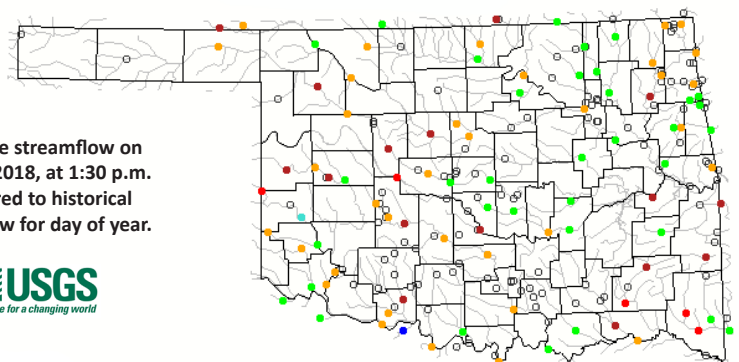 e streamflow on
2018, at 1:30 p.m.
red to historical
w for day of year.
USGS
e for a changing world